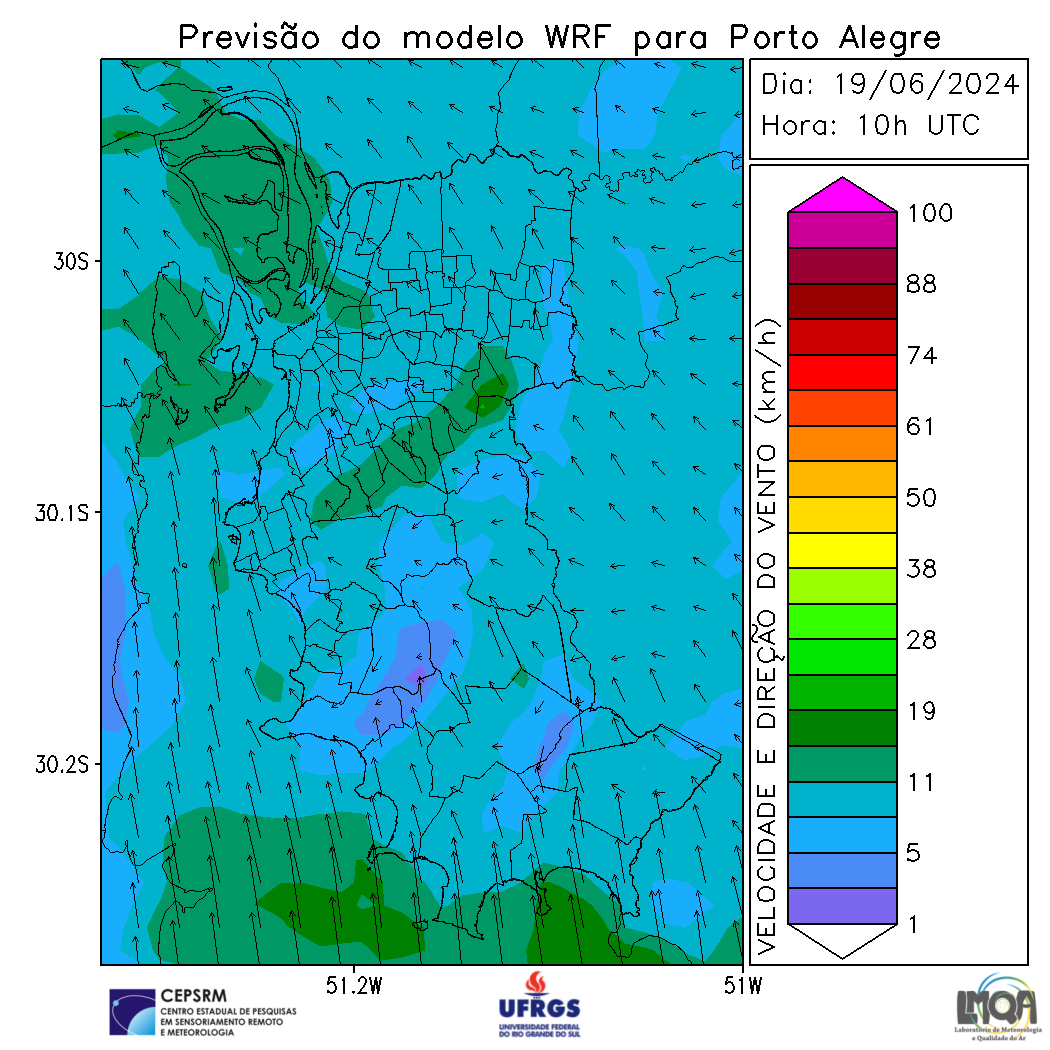 Previsão do modelo WRF para Porto Alegre
Dia: 19/06/2024
Hora: 10h UTC
30S
30.1S
30.2S
51.2W
51W
VELOCIDADE E DIREÇÃO DO VENTO (km/h)
100
88
74
61
50
38
28
19
11
5
1
CEPSRM
CENTRO ESTADUAL DE PESQUISAS
EM SENSORIAMENTO REMOTO
E METEOROLOGIA
UFRGS
UNIVERSIDADE FEDERAL
DO RIO GRANDE DO SUL
LMQA
Laboratório de Meteorologia
e Qualidade do Ar